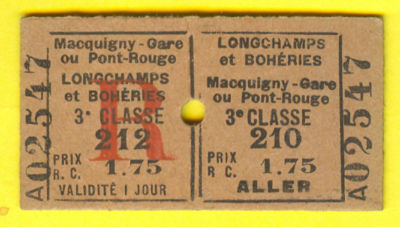 A02547
Macquigny-Gare
ou Pont-Rouge
LONGCHAMPS
et BOHÉRIES
3e CLASSE
212
PRIX
R. C. 1.75
VALIDITÉ 1 JOUR
R
LONGCHAMPS
et BOHÉRIES
Macquigny-Gare
ou Pont-Rouge
3e CLASSE
210
PRIX
R. C. 1.75
ALLER
A02547